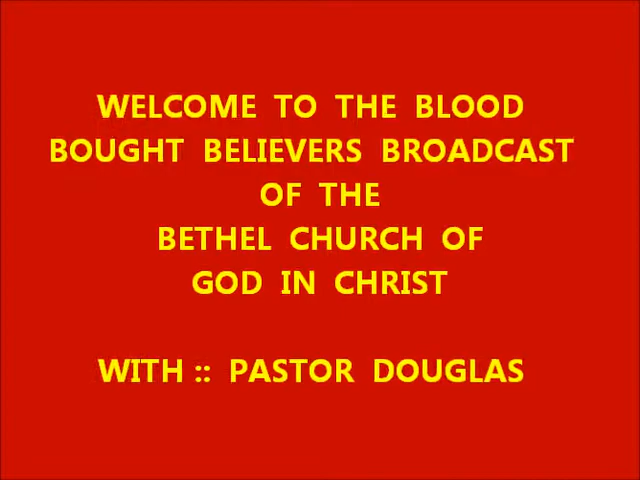 WELCOME TO THE BLOOD
BOUGHT BELIEVERS BROADCAST
OF THE
BETHEL CHURCH OF
GOD IN CHRIST
WITH :: PASTOR DOUGLAS